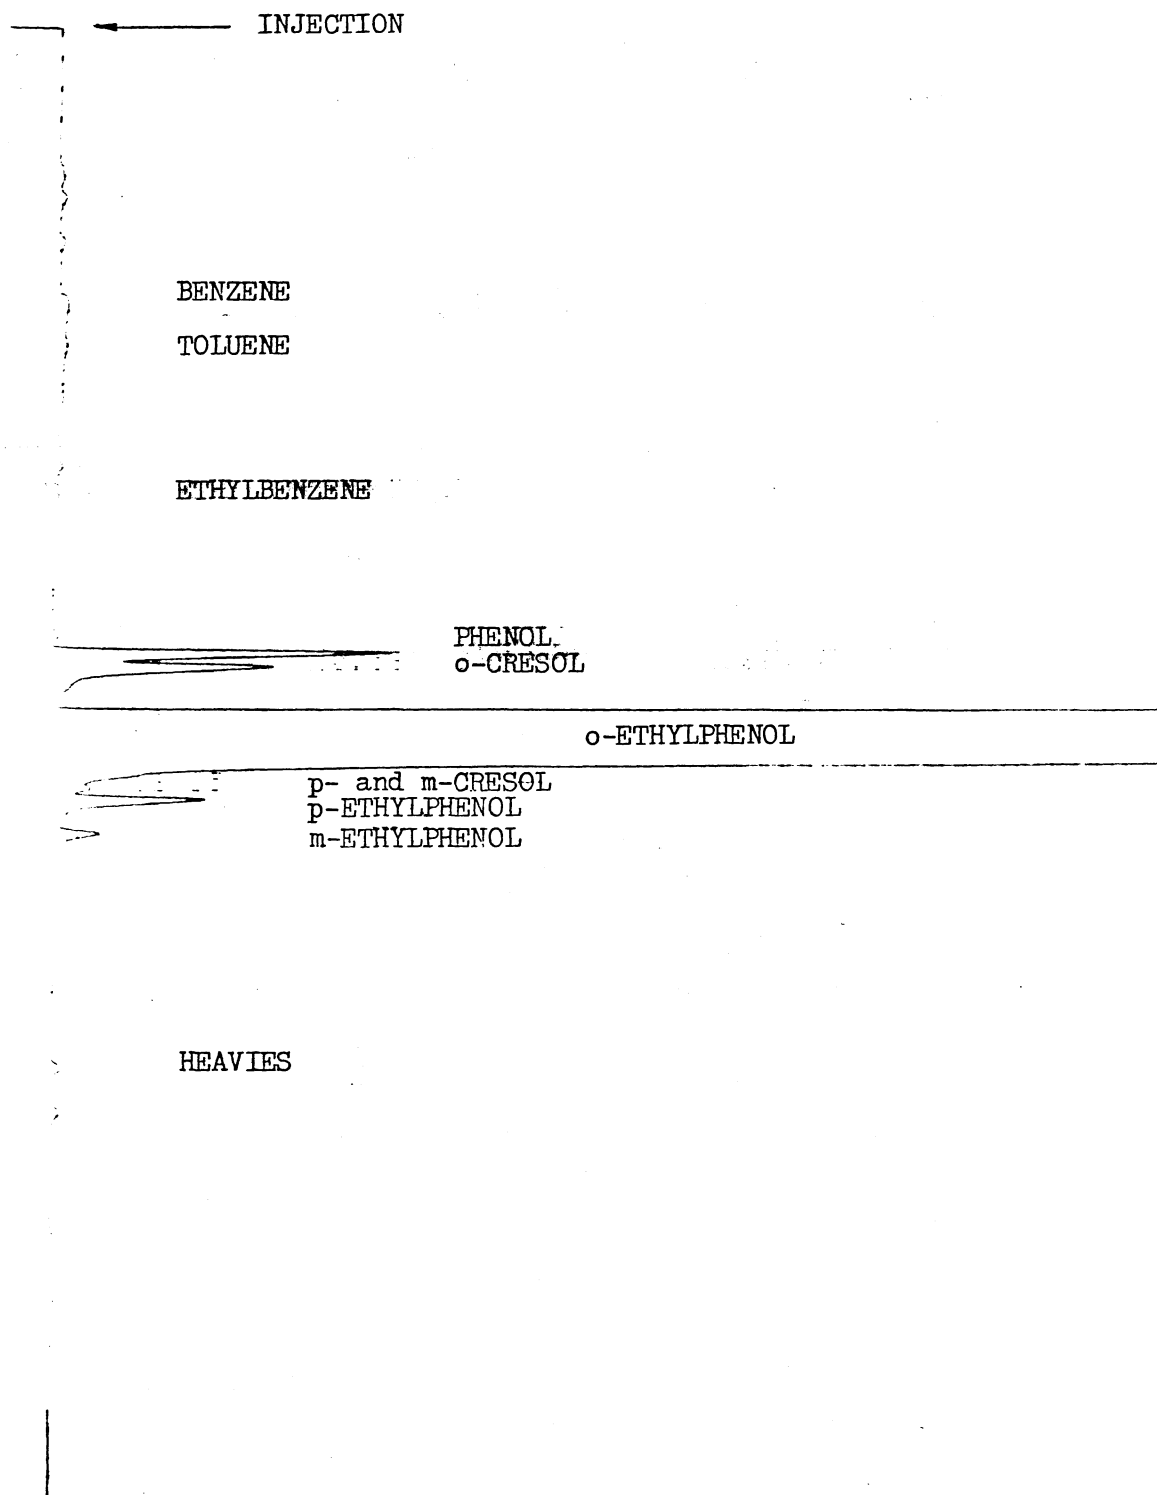 INJECTION
BENZENE
TOLUENE
ETHYLBENZENE
PHENOL
o-CRESOL
o-ETHYLPHENOL
p- and m-CRESOL
p-ETHYLPHENOL
m-ETHYLPHENOL
HEAVIES